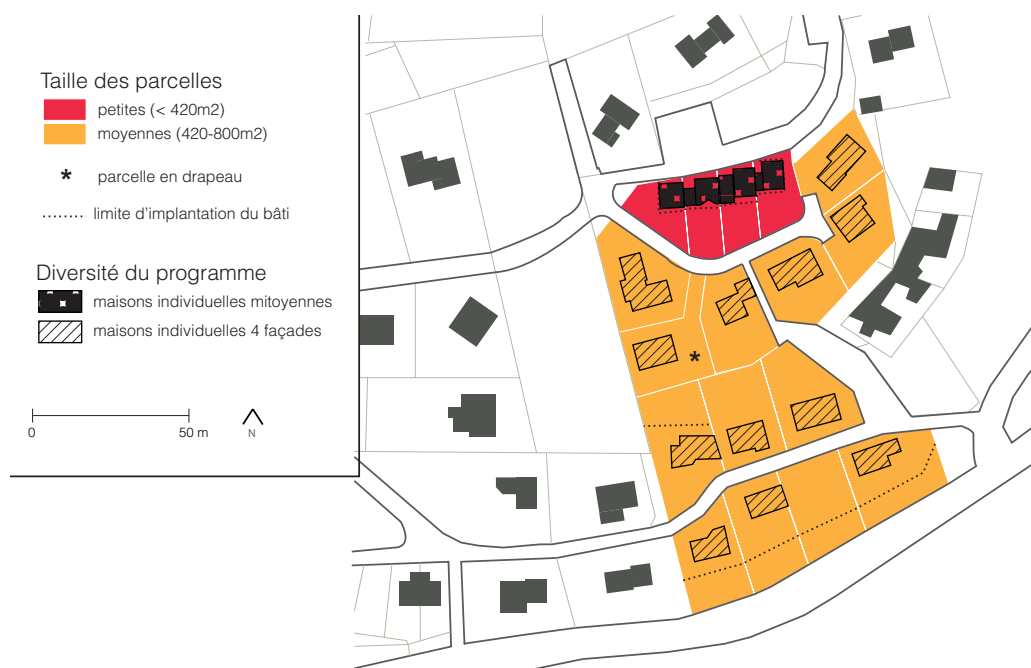 Taille des parcelles
petites (< 420m2)
moyennes (420-800m2)
* parcelle en drapeau
limite d'implantation du bâti
Diversité du programme
maisons individuelles mitoyennes
maisons individuelles 4 façades
0 50 m
N
*